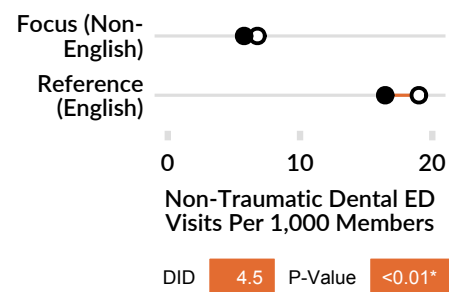 Focus (Non-
English)
Reference
(English)
0 10 20
Non-Traumatic Dental ED
Visits Per 1,000 Members
DID 4.5 P-Value <0.01*